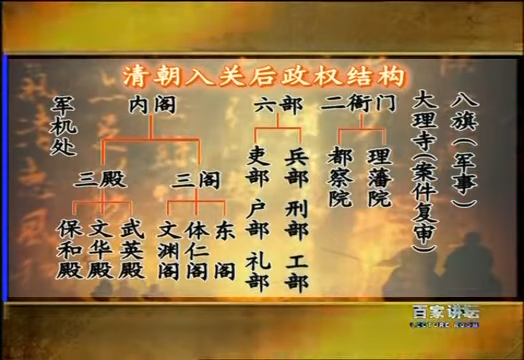 清朝入关后政权结构
军机处
内阁
六部
二衙门
大理寺(案件复审)
八旗(军事)
三殿
三阁
保和殿
文华殿
武英殿
文渊阁
体仁阁
东阁
吏部
户部
礼部
兵部
刑部
工部
都察院
理藩院
百家讲坛
LECTURE ROOM